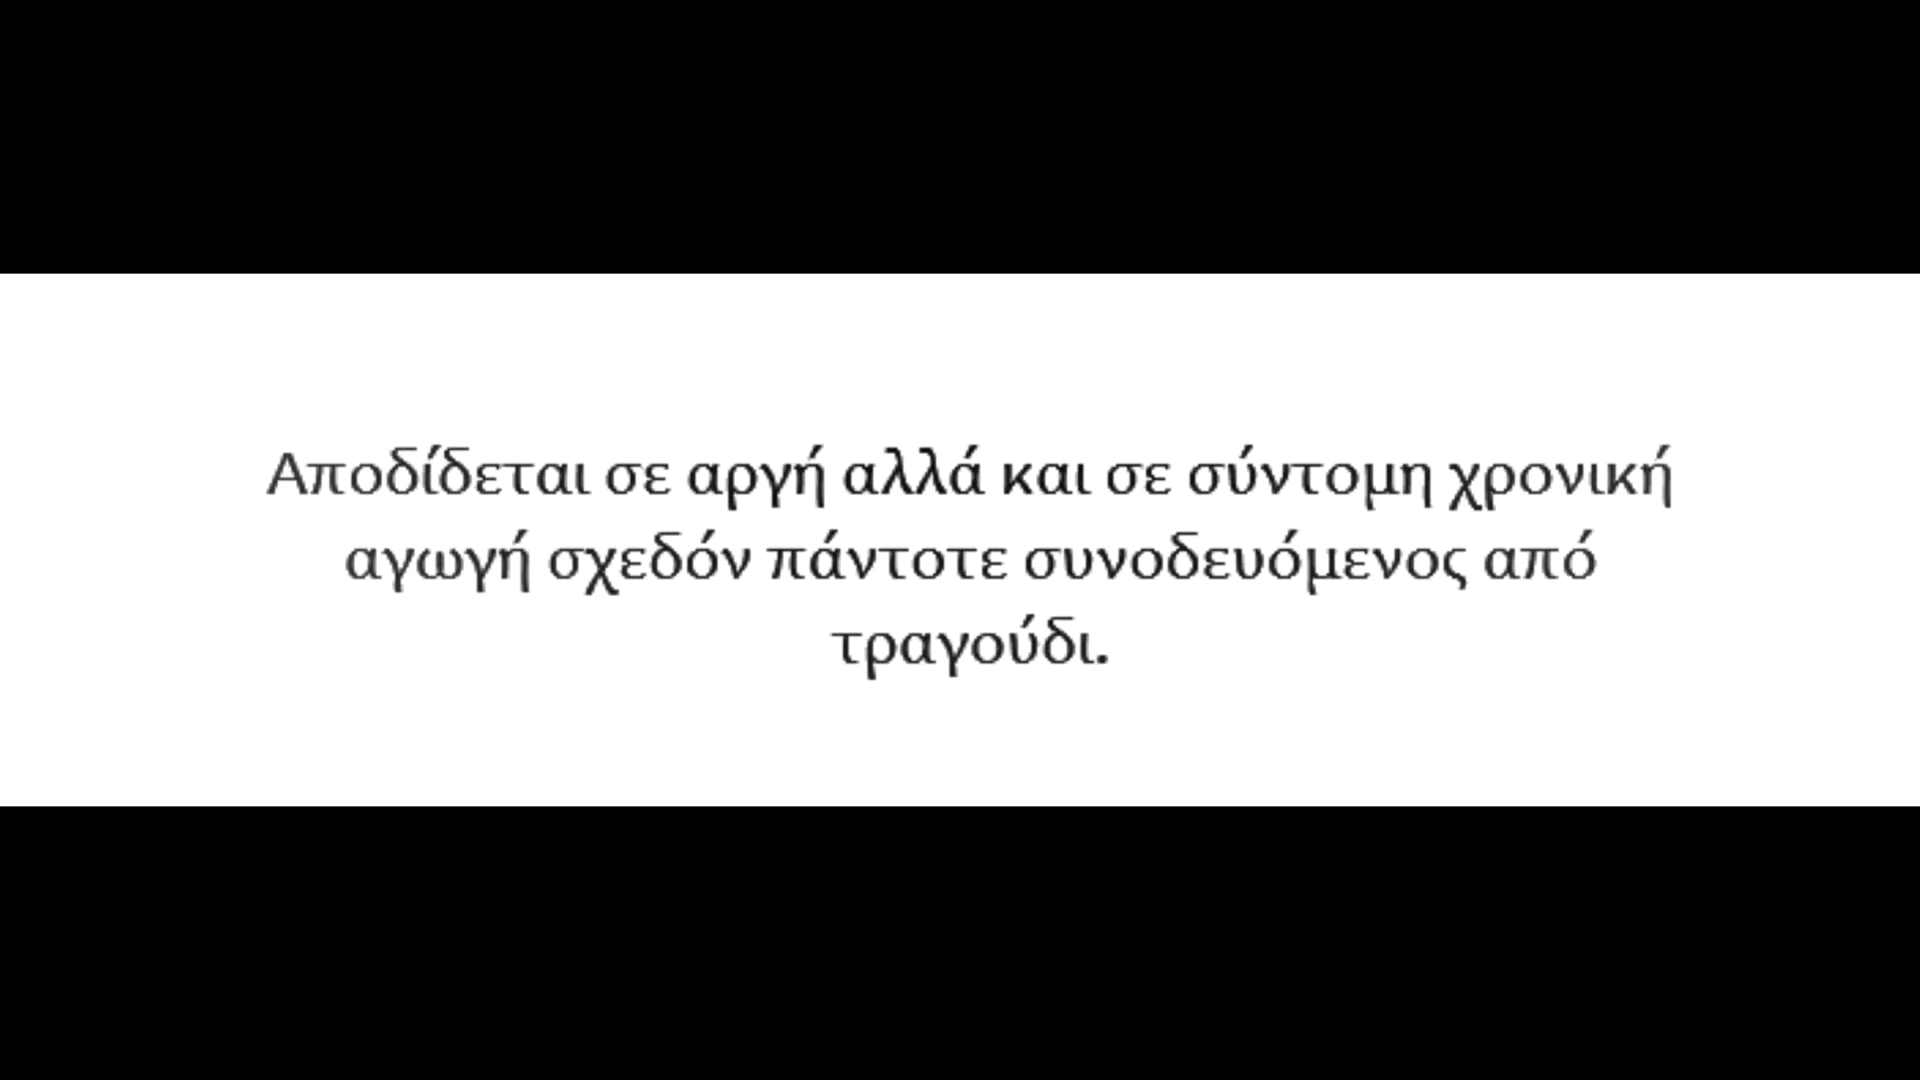 Αποδίδεται σε αργή αλλά και σε σύντομη χρονική
αγωγή σχεδόν πάντοτε συνοδευόμενος από
τραγούδι.